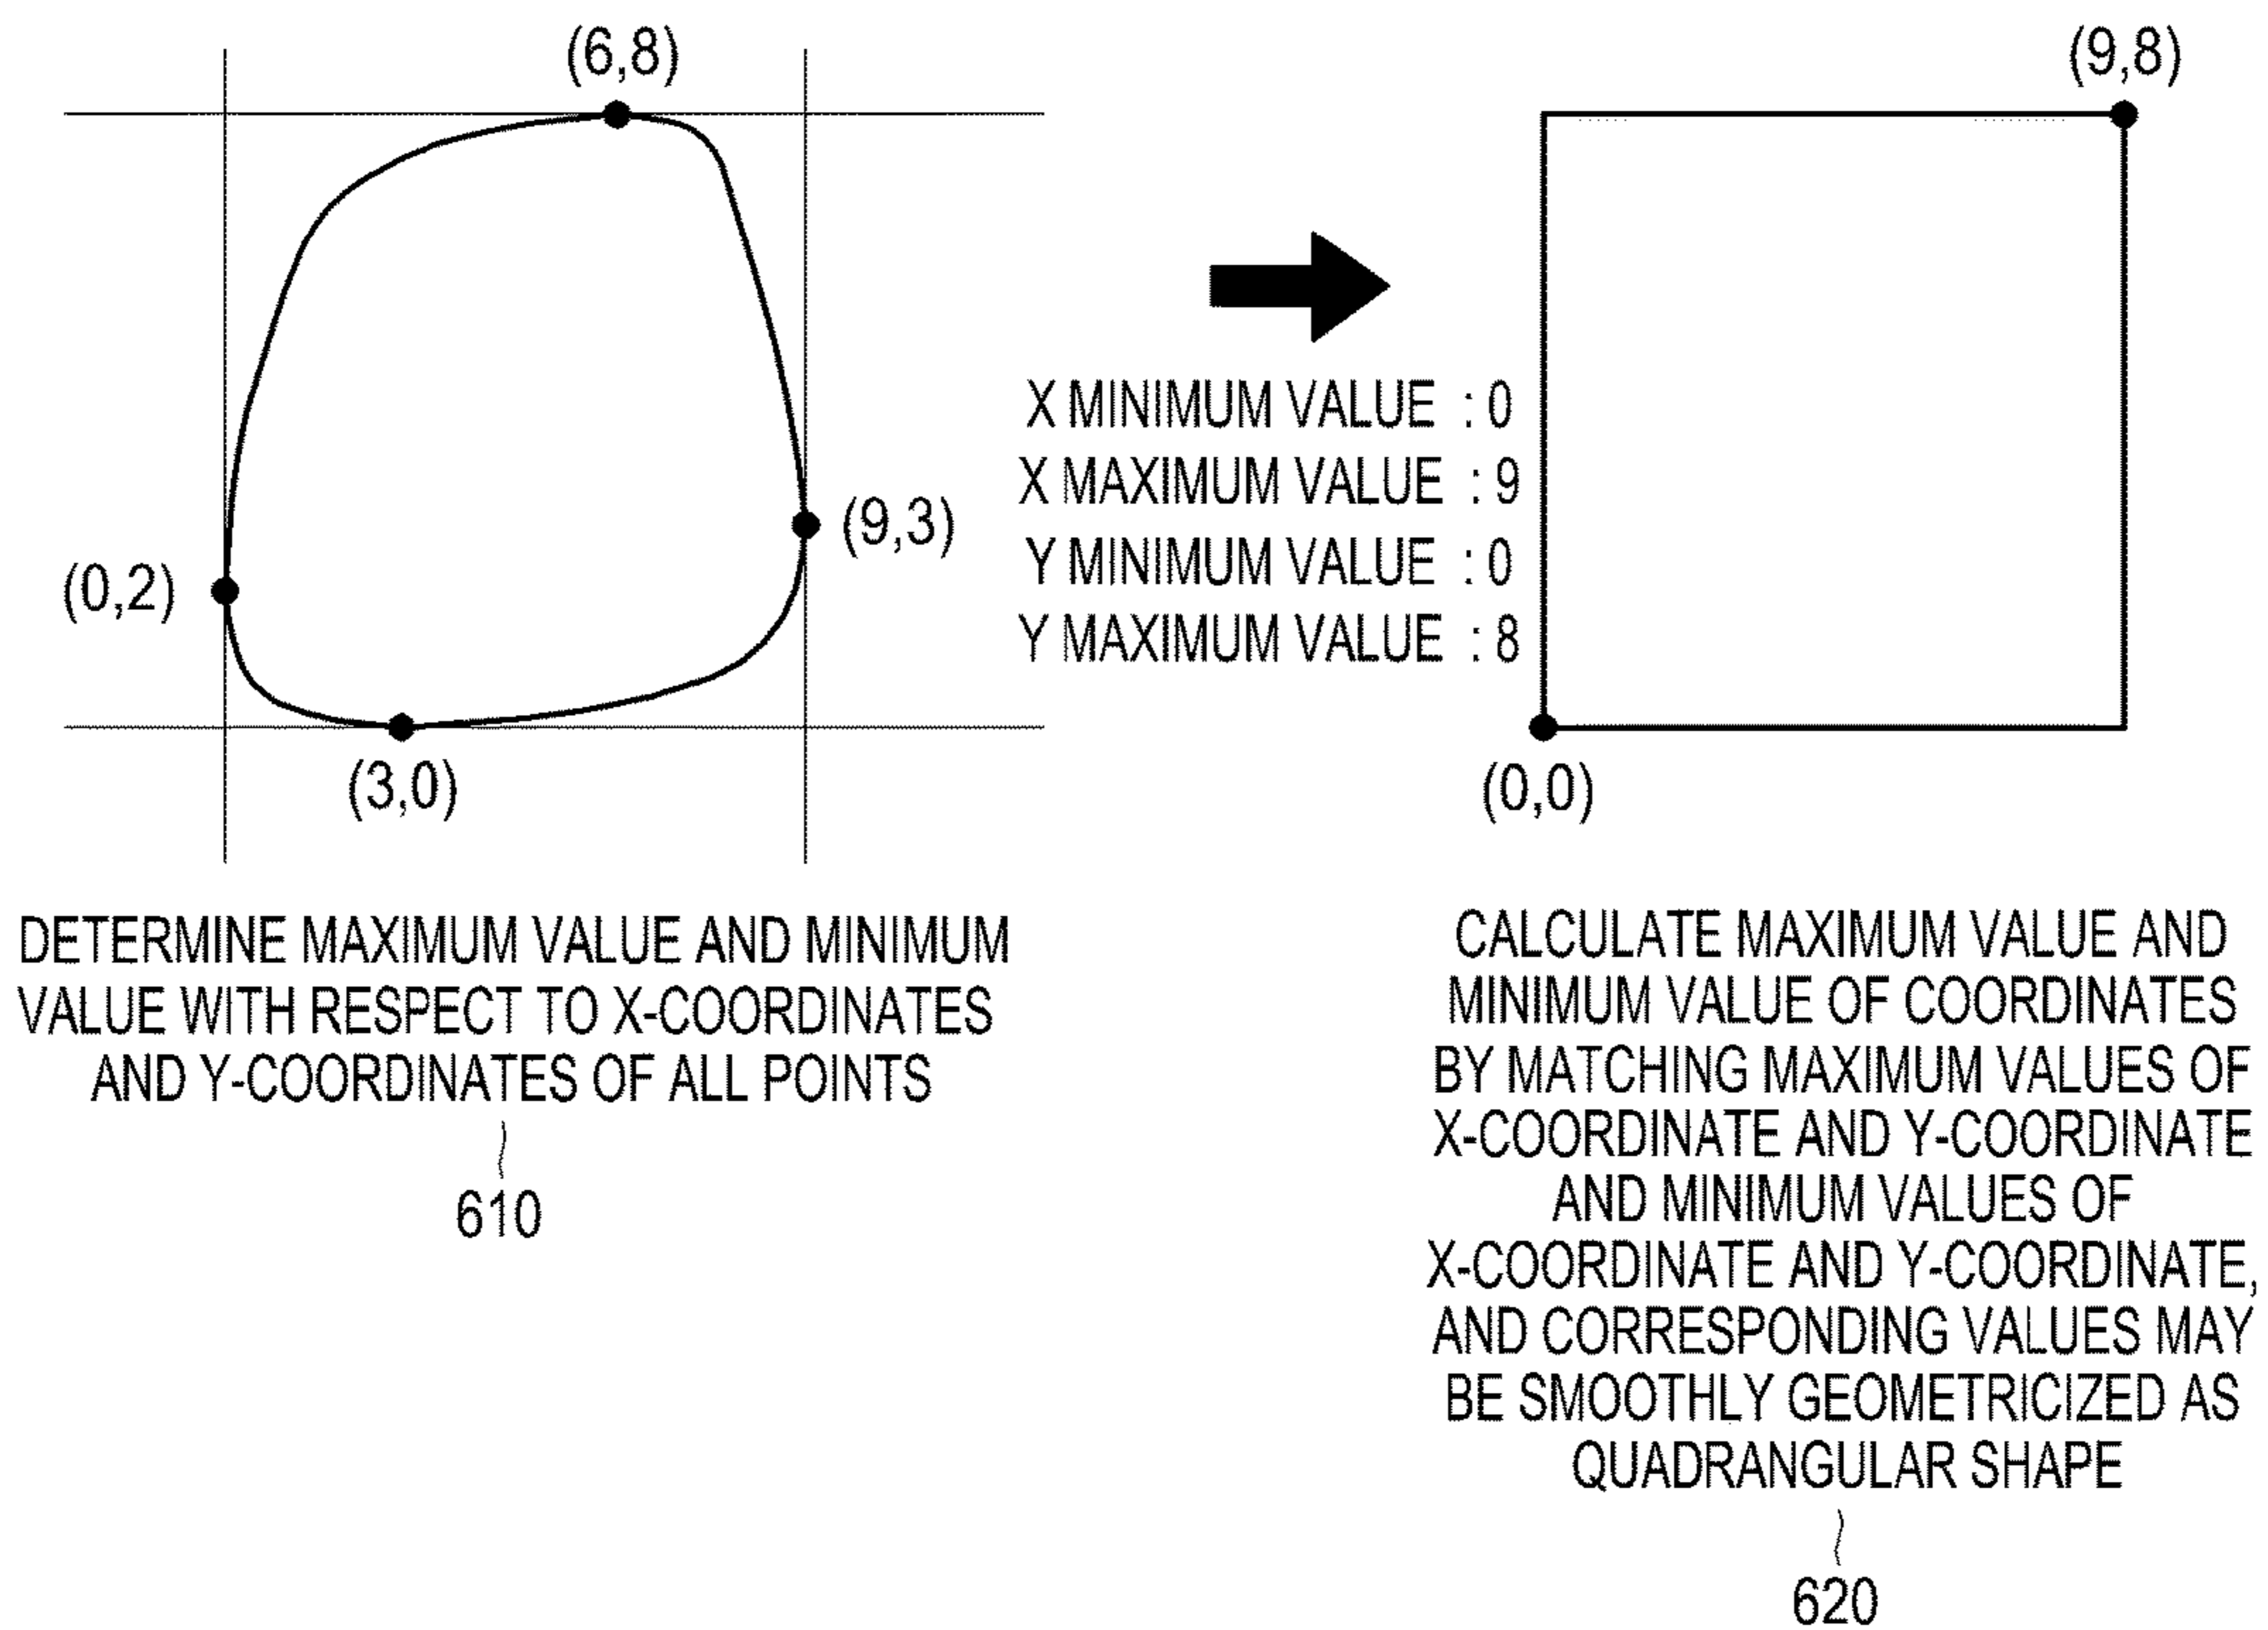 (6,8)
(9,3)
(0,2)
(3,0)
DETERMINE MAXIMUM VALUE AND MINIMUM
VALUE WITH RESPECT TO X-COORDINATES
AND Y-COORDINATES OF ALL POINTS
610
X MINIMUM VALUE : 0
X MAXIMUM VALUE : 9
Y MINIMUM VALUE : 0
Y MAXIMUM VALUE : 8
(9,8)
(0,0)
CALCULATE MAXIMUM VALUE AND
MINIMUM VALUE OF COORDINATES
BY MATCHING MAXIMUM VALUES OF
X-COORDINATE AND Y-COORDINATE
AND MINIMUM VALUES OF
X-COORDINATE AND Y-COORDINATE,
AND CORRESPONDING VALUES MAY
BE SMOOTHLY GEOMETRICIZED AS
QUADRANGULAR SHAPE
620